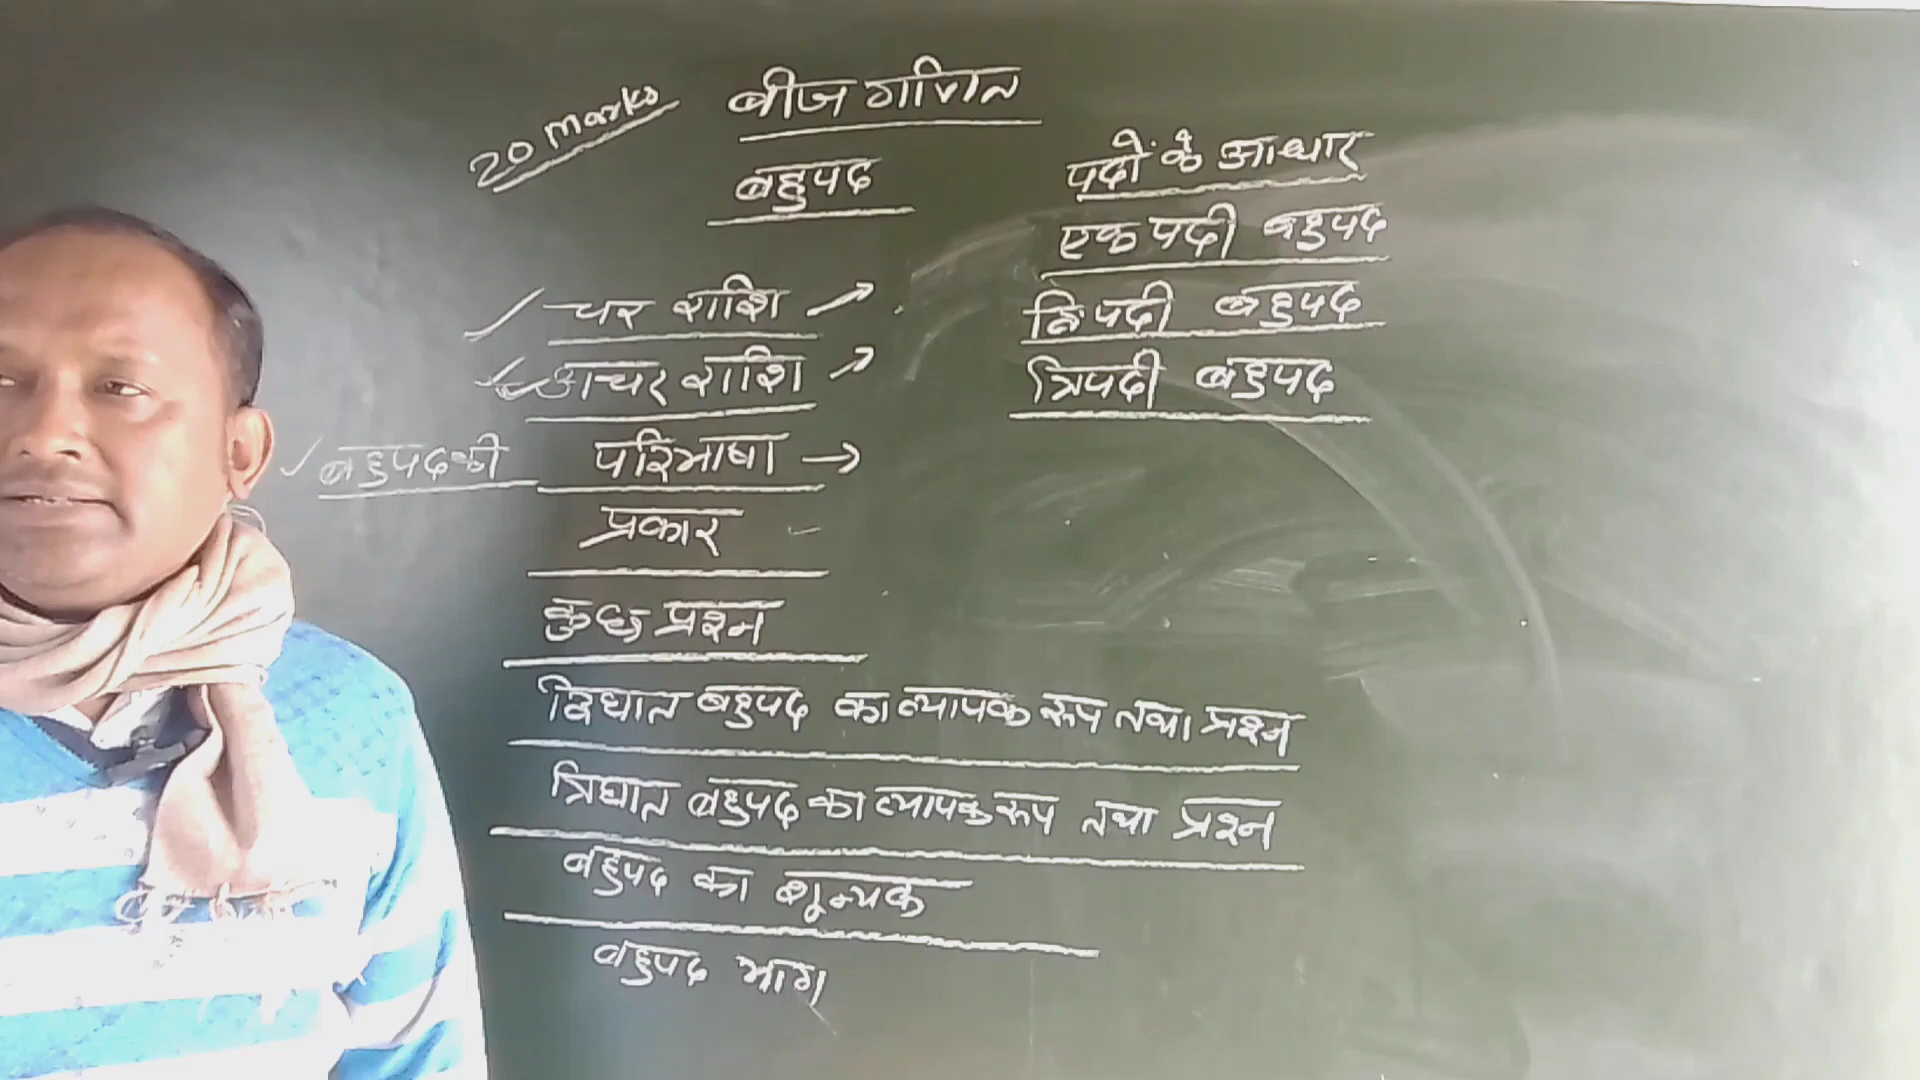 20 Marks
बीज गणित
बहुपद
चर राशि →
अचर राशि →
बहुपद की परिभाषा →
प्रकार
कुछ प्रश्न
द्विघात बहुपद का व्यापक रूप तथा प्रश्न
त्रिघात बहुपद का व्यापक रूप तथा प्रश्न
बहुपद का शून्यक
बहुपद भाग
पदों के आधार
एक पदी बहुपद
द्विपदी बहुपद
त्रिपदी बहुपद